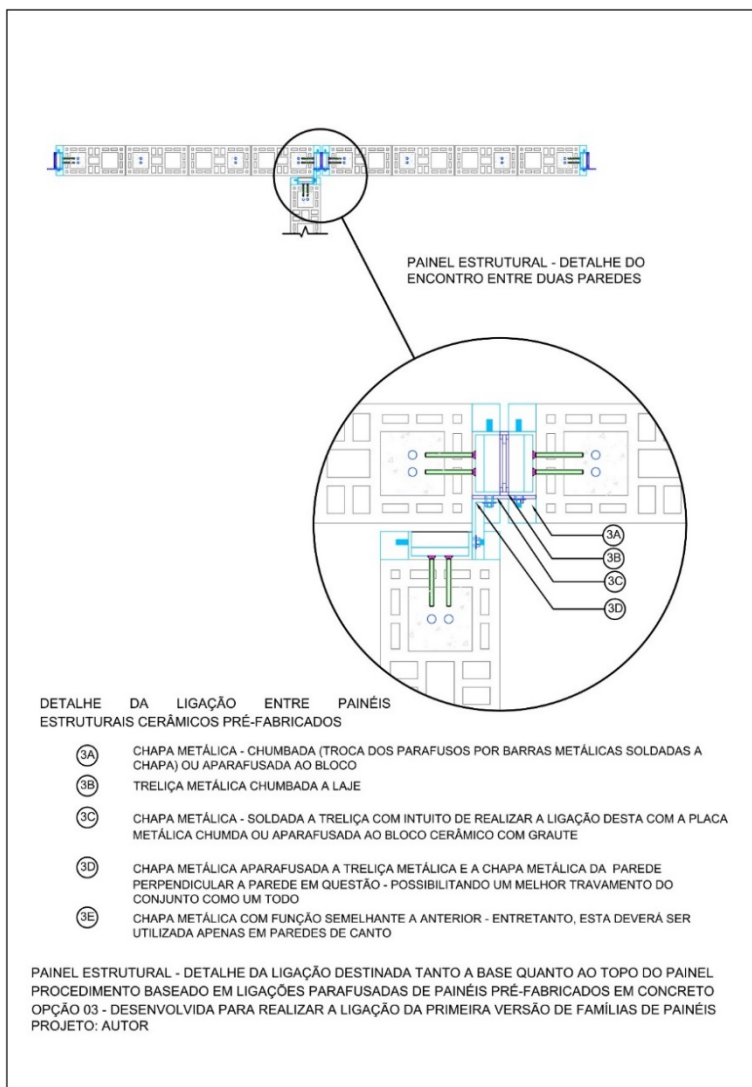 PAINEL ESTRUTURAL - DETALHE DO
ENCONTRO ENTRE DUAS PAREDES
3A
3B
3C
3D
DETALHE DA LIGAÇÃO ENTRE PAINÉIS
ESTRUTURAIS CERÂMICOS PRÉ-FABRICADOS
3A CHAPA METÁLICA - CHUMBADA (TROCA DOS PARAFUSOS POR BARRAS METÁLICAS SOLDADAS A
CHAPA) OU APARAFUSADA AO BLOCO
3B TRELIÇA METÁLICA CHUMBADA A LAJE
3C CHAPA METÁLICA - SOLDADA A TRELIÇA COM INTUITO DE REALIZAR A LIGAÇÃO DESTA COM A PLACA
METÁLICA CHUMDA OU APARAFUSADA AO BLOCO CERÂMICO COM GRAUTE
3D CHAPA METÁLICA APARAFUSADA A TRELIÇA METÁLICA E A CHAPA METÁLICA DA PAREDE
PERPENDICULAR A PAREDE EM QUESTÃO - POSSIBILITANDO UM MELHOR TRAVAMENTO DO
CONJUNTO COMO UM TODO
3E CHAPA METÁLICA COM FUNÇÃO SEMELHANTE A ANTERIOR - ENTRETANTO, ESTA DEVERÁ SER
UTILIZADA APENAS EM PAREDES DE CANTO
PAINEL ESTRUTURAL - DETALHE DA LIGAÇÃO DESTINADA TANTO A BASE QUANTO AO TOPO DO PAINEL
PROCEDIMENTO BASEADO EM LIGAÇÕES PARAFUSADAS DE PAINÉIS PRÉ-FABRICADOS EM CONCRETO
OPÇÃO 03 - DESENVOLVIDA PARA REALIZAR A LIGAÇÃO DA PRIMEIRA VERSÃO DE FAMÍLIAS DE PAINÉIS
PROJETO: AUTOR